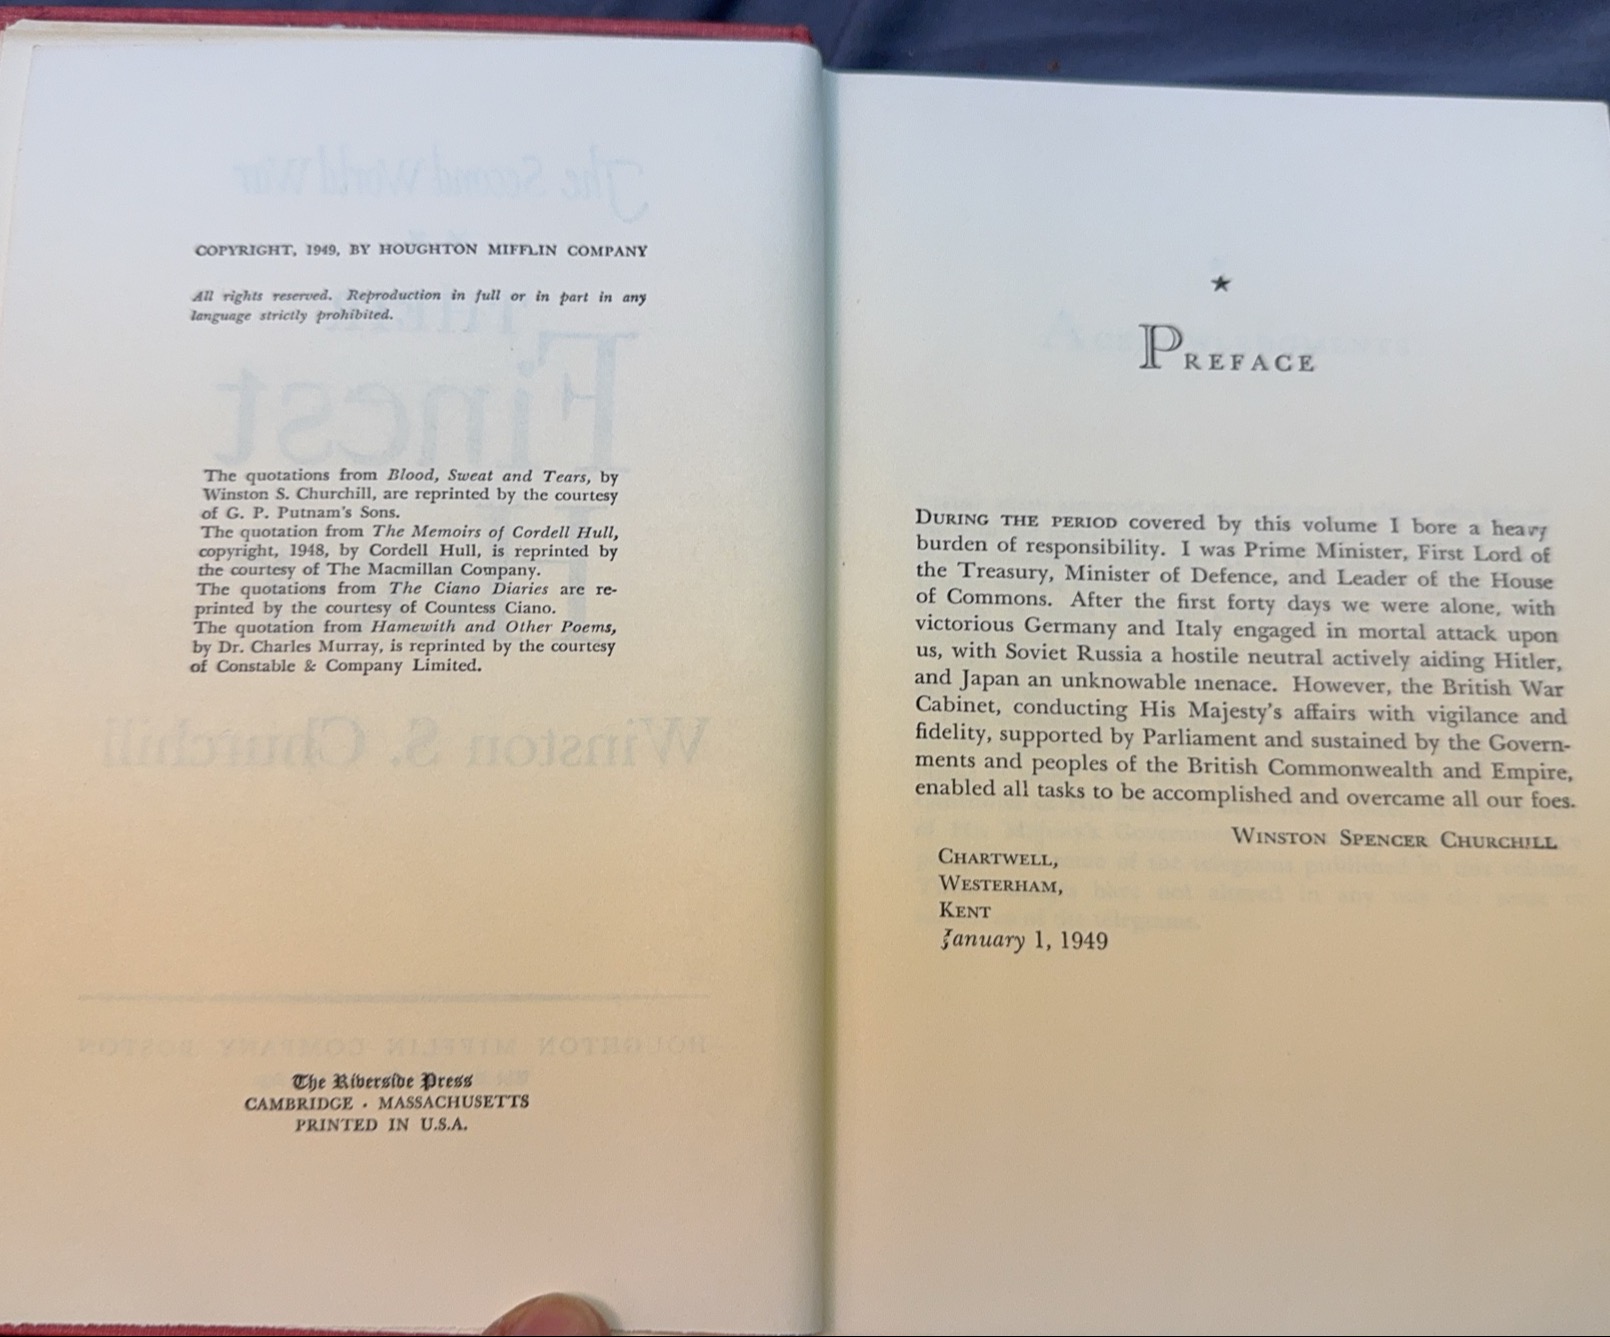 COPYRIGHT, 1949, BY HOUGHTON MIFFLIN COMPANY
All rights reserved. Reproduction in full or in part in any
language strictly prohibited.
The quotations from Blood, Sweat and Tears, by
Winston S. Churchill, are reprinted by the courtesy
of G. P. Putnam's Sons.
The quotation from The Memoirs of Cordell Hull,
copyright, 1948, by Cordell Hull, is reprinted by
the courtesy of The Macmillan Company.
The quotations from The Ciano Diaries are re-
printed by the courtesy of Countess Ciano.
The quotation from Hamewith and Other Poems,
by Dr. Charles Murray, is reprinted by the courtesy
of Constable & Company Limited.
The Riverside Press
CAMBRIDGE · MASSACHUSETTS
PRINTED IN U.S.A.
★
PREFACE
DURING THE PERIOD covered by this volume I bore a heavy
burden of responsibility. I was Prime Minister, First Lord of
the Treasury, Minister of Defence, and Leader of the House
of Commons. After the first forty days we were alone, with
victorious Germany and Italy engaged in mortal attack upon
us, with Soviet Russia a hostile neutral actively aiding Hitler,
and Japan an unknowable menace. However, the British War
Cabinet, conducting His Majesty's affairs with vigilance and
fidelity, supported by Parliament and sustained by the Govern-
ments and peoples of the British Commonwealth and Empire,
enabled all tasks to be accomplished and overcame all our foes.
WINSTON SPENCER CHURCHILL
CHARTWELL,
WESTERHAM,
KENT
January 1, 1949